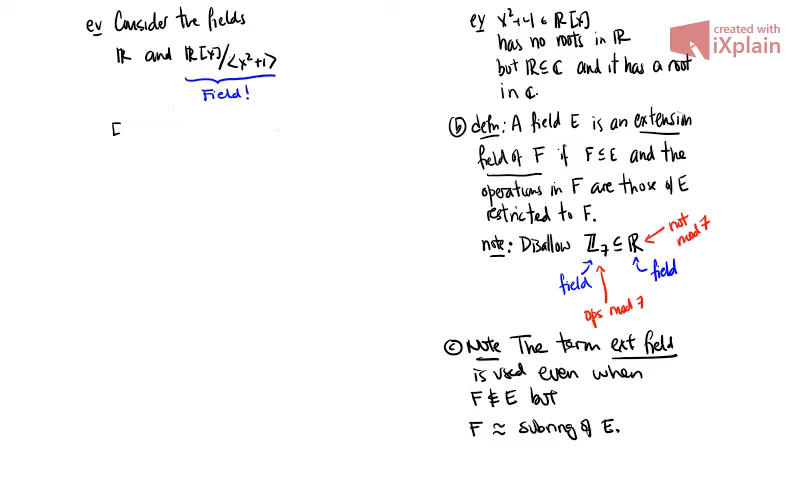 ex Consider the fields
ℝ and ℝ[x]/<x²+1>
Field!
[
ex x²+1 ∈ ℝ[x]
has no roots in ℝ
but ℝ⊆ℂ and it has a root
in ℂ.
ⓑ defn: A field E is an extension
field of F if F≤E and the
operations in F are those of E
restricted to F.
note: Disallow ℤ₇ ⊆ ℝ ← not mod 7
field
field
ops mod 7
ⓒ Note The term ext field
is used even when
F ⊄ E but
F ≈ subring of E.
created with
iXplain